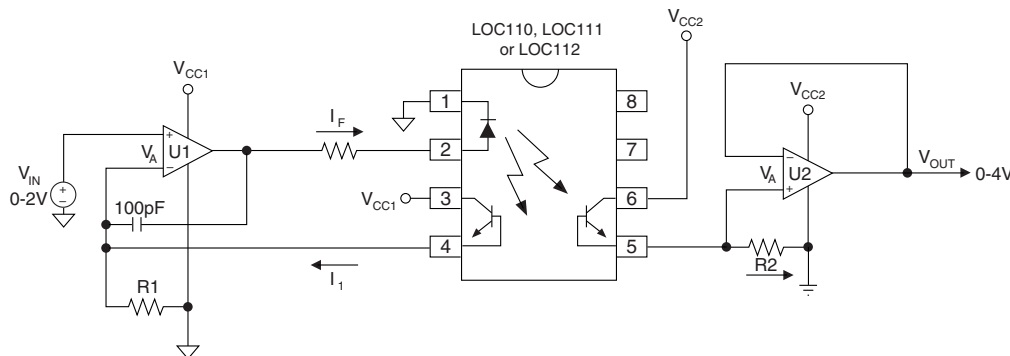 LOC110, LOC111
or LOC112
VCC2
VCC1
1
8
IF
VCC2
+
VA
U1
−
2
7
−
VA
U2
+
VOUT
0-4V
VIN
0-2V
+
−
VCC1
3
6
100pF
4
5
R2
I1
R1